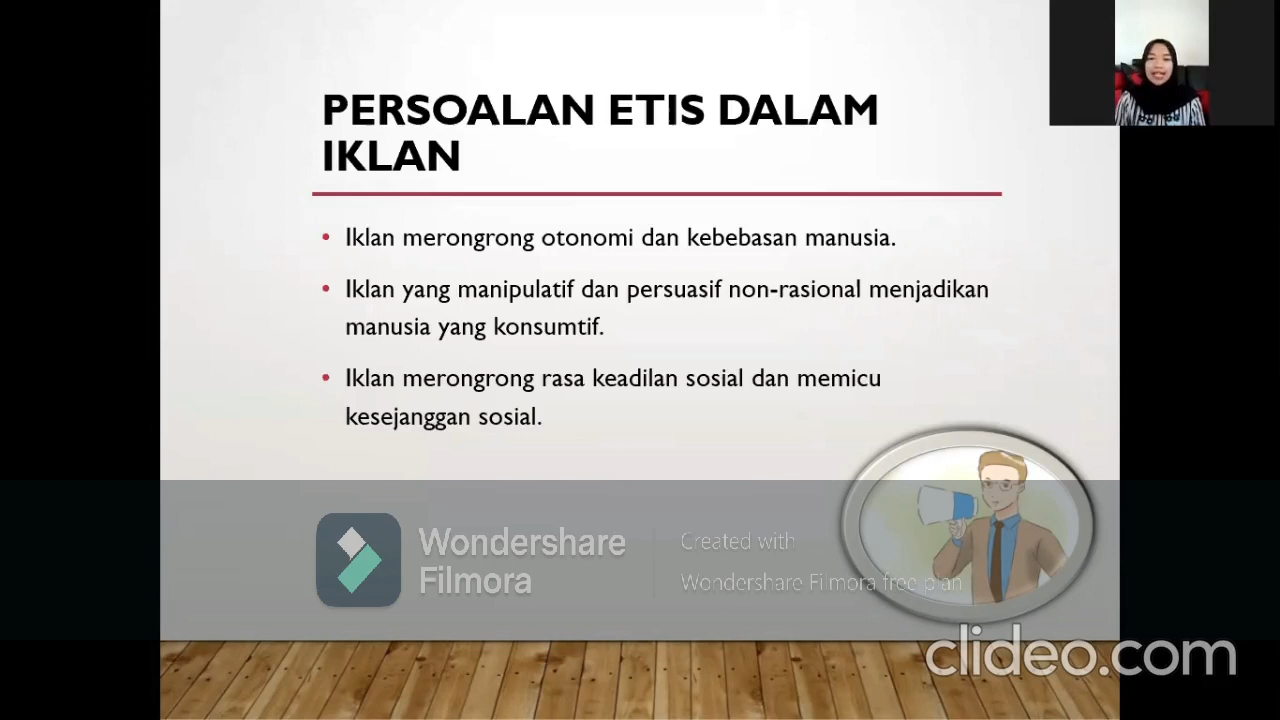 PERSOALAN ETIS DALAM
IKLAN
• Iklan merongrong otonomi dan kebebasan manusia.
• Iklan yang manipulatif dan persuasif non-rasional menjadikan
manusia yang konsumtif.
• Iklan merongrong rasa keadilan sosial dan memicu
kesejanggan sosial.
Wondershare
Filmora
Created with
Wondershare Filmora free plan
clideo.com